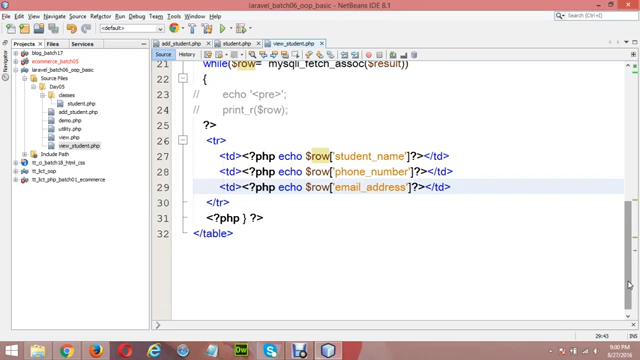 laravel_batch06_oop_basic - NetBeans IDE 8.1
File Edit View Navigate Source Refactor Run Debug Team Tools Window Help
Search (Ctrl+I)
<default>
Projects Files Services
add_student.php student.php view_student.php
Navigator
Source History
blog_batch17
ecommerce_batch05
laravel_batch06_oop_basic
Source Files
Day05
classes
student.php
add_student.php
demo.php
utility.php
view.php
view_student.php
Include Path
tt_o_batch18_html_css
tt_lict_oop
tt_lict_php01_ecommerce
21 while($row= mysqli_fetch_assoc($result))
22 {
23 // echo '<pre>';
24 // print_r($row);
25 ?>
26 <tr>
27 <td><?php echo $row['student_name']?></td>
28 <td><?php echo $row['phone_number']?></td>
29 <td><?php echo $row['email_address']?></td>
30 </tr>
31 <?php } ?>
32 </table>
29:43 INS
Dw
9:00 PM
8/27/2016